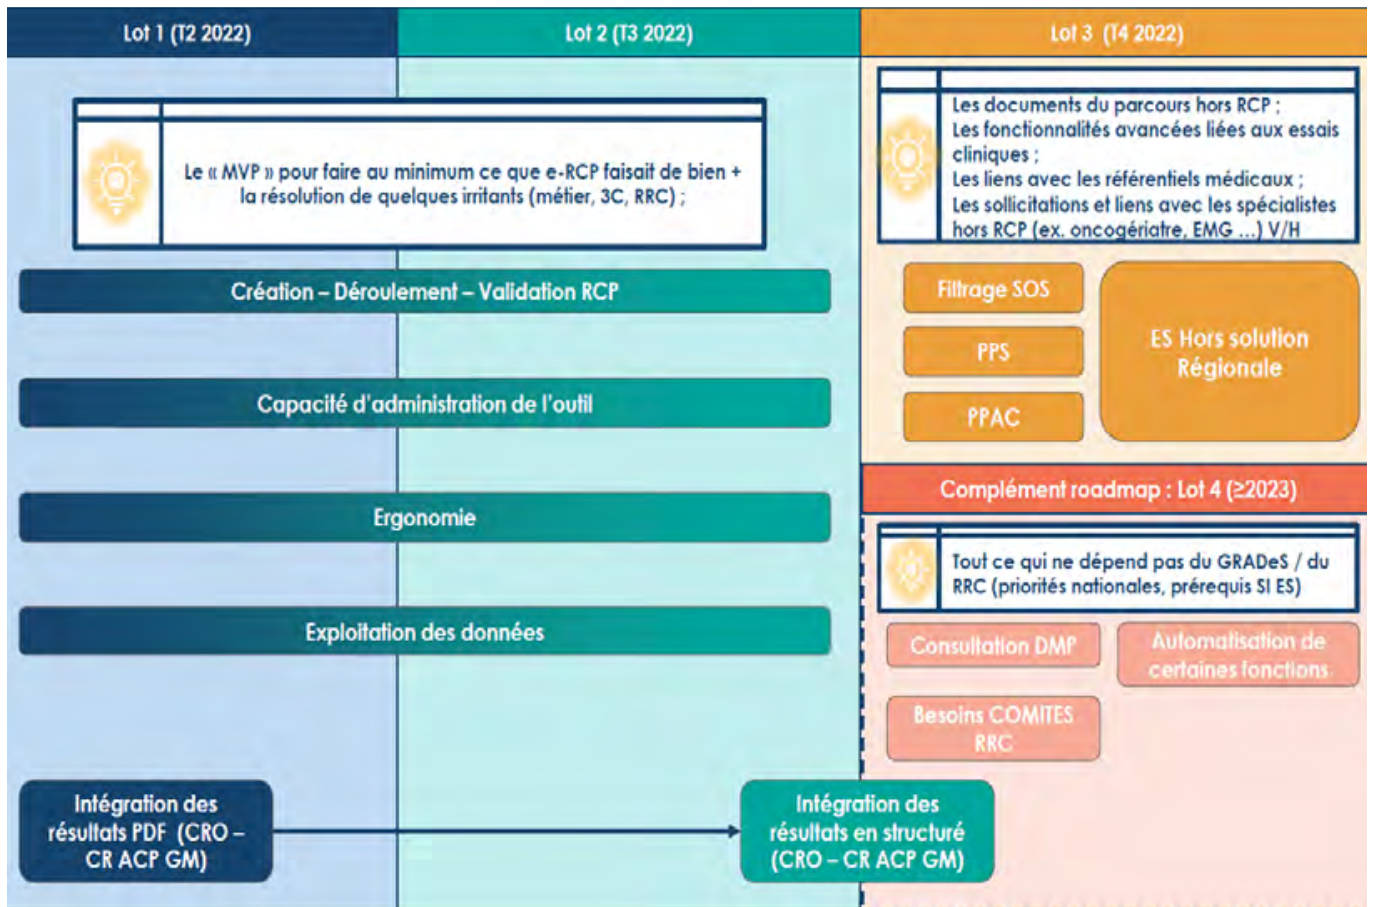 Lot 1 (T2 2022)
Lot 2 (T3 2022)
Lot 3 (T4 2022)
Le « MVP » pour faire au minimum ce que e-RCP faisait de bien +
la résolution de quelques irritants (métier, 3C, RRC) ;
Création – Déroulement – Validation RCP
Capacité d'administration de l'outil
Ergonomie
Exploitation des données
Intégration des
résultats PDF (CRO –
CR ACP GM)
Intégration des
résultats en structuré
(CRO – CR ACP GM)
Les documents du parcours hors RCP ;
Les fonctionnalités avancées liées aux essais
cliniques ;
Les liens avec les référentiels médicaux ;
Les sollicitations et liens avec les spécialistes
hors RCP (ex. oncogériatre, EMG ...) V/H
Filtrage SOS
PPS
PPAC
ES Hors solution
Régionale
Complément roadmap : Lot 4 (≥2023)
Tout ce qui ne dépend pas du GRADeS / du
RRC (priorités nationales, prérequis SI ES)
Consultation DMP
Automatisation de
certaines fonctions
Besoins COMITES
RRC